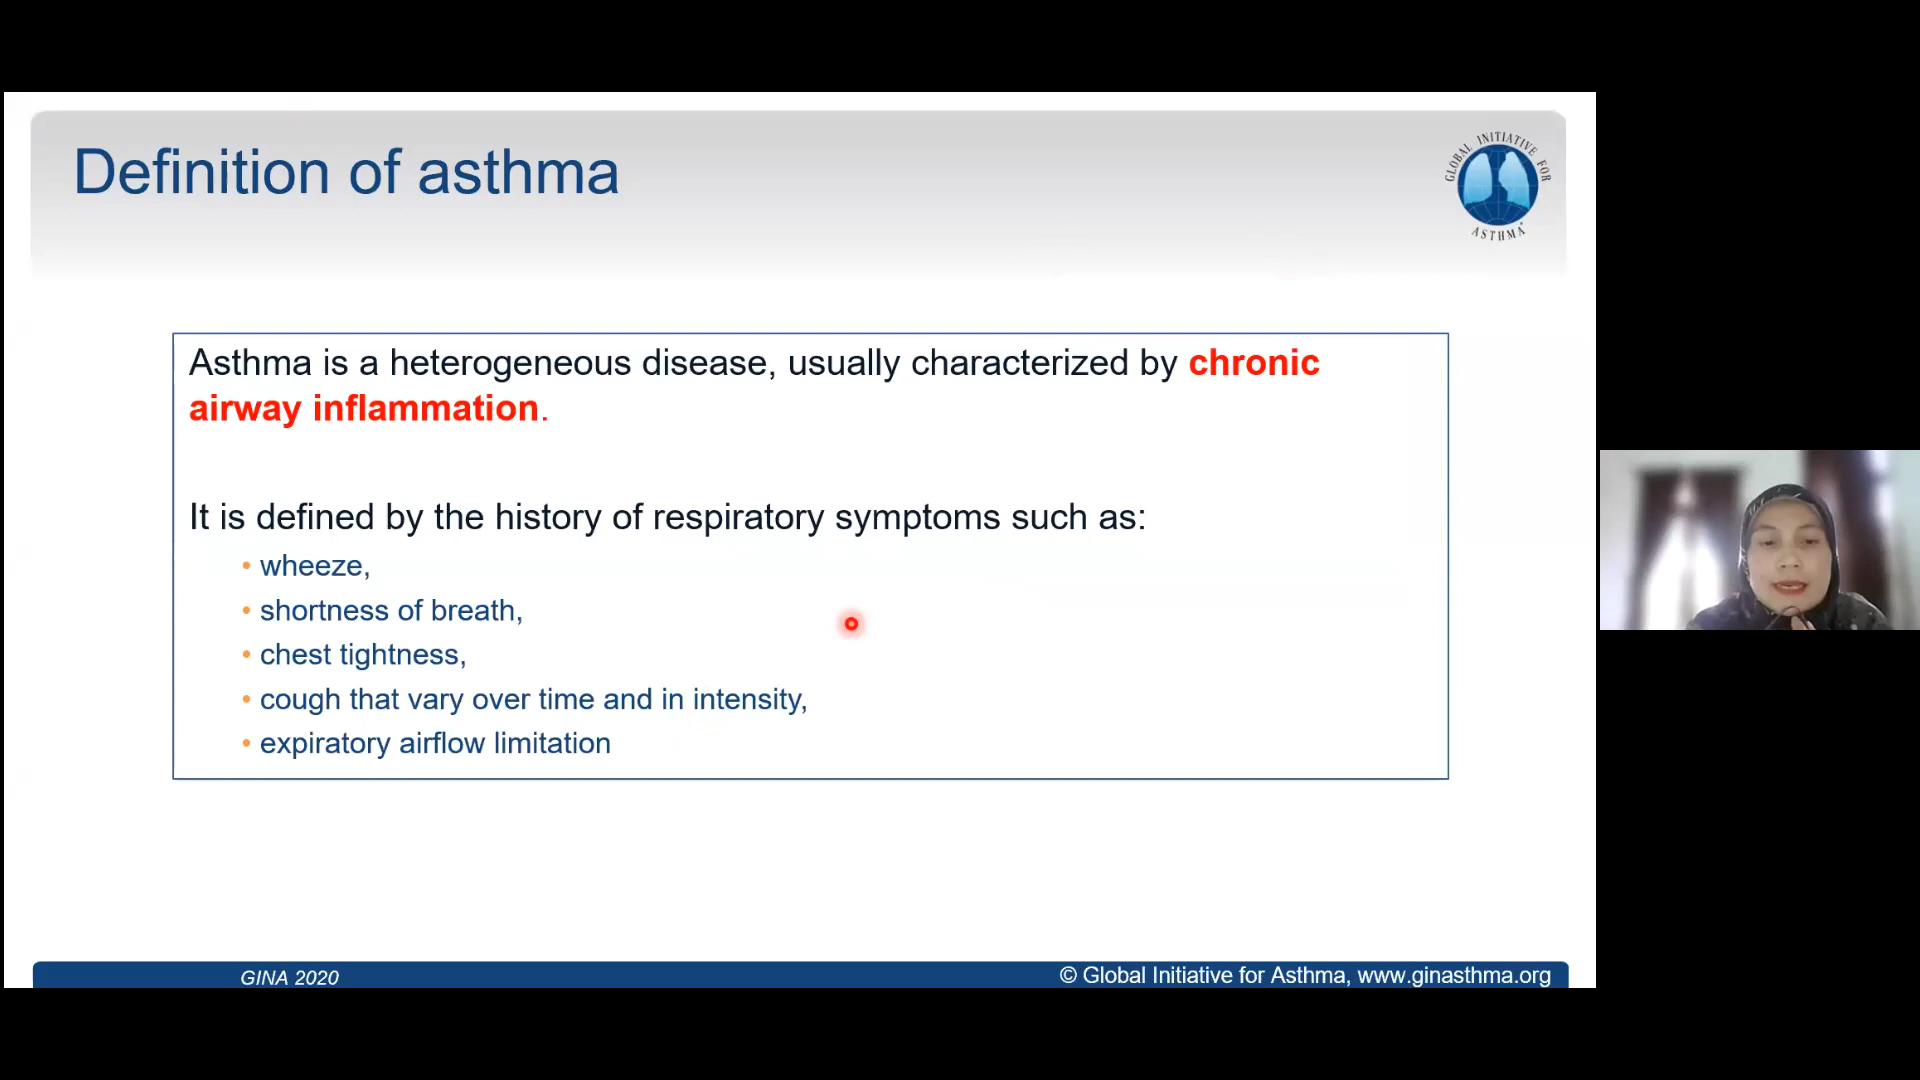 Definition of asthma
GLOBAL INITIATIVE FOR
ASTHMA
Asthma is a heterogeneous disease, usually characterized by chronic
airway inflammation.
It is defined by the history of respiratory symptoms such as:
• wheeze,
• shortness of breath,
• chest tightness,
• cough that vary over time and in intensity,
• expiratory airflow limitation
GINA 2020
© Global Initiative for Asthma, www.ginasthma.org